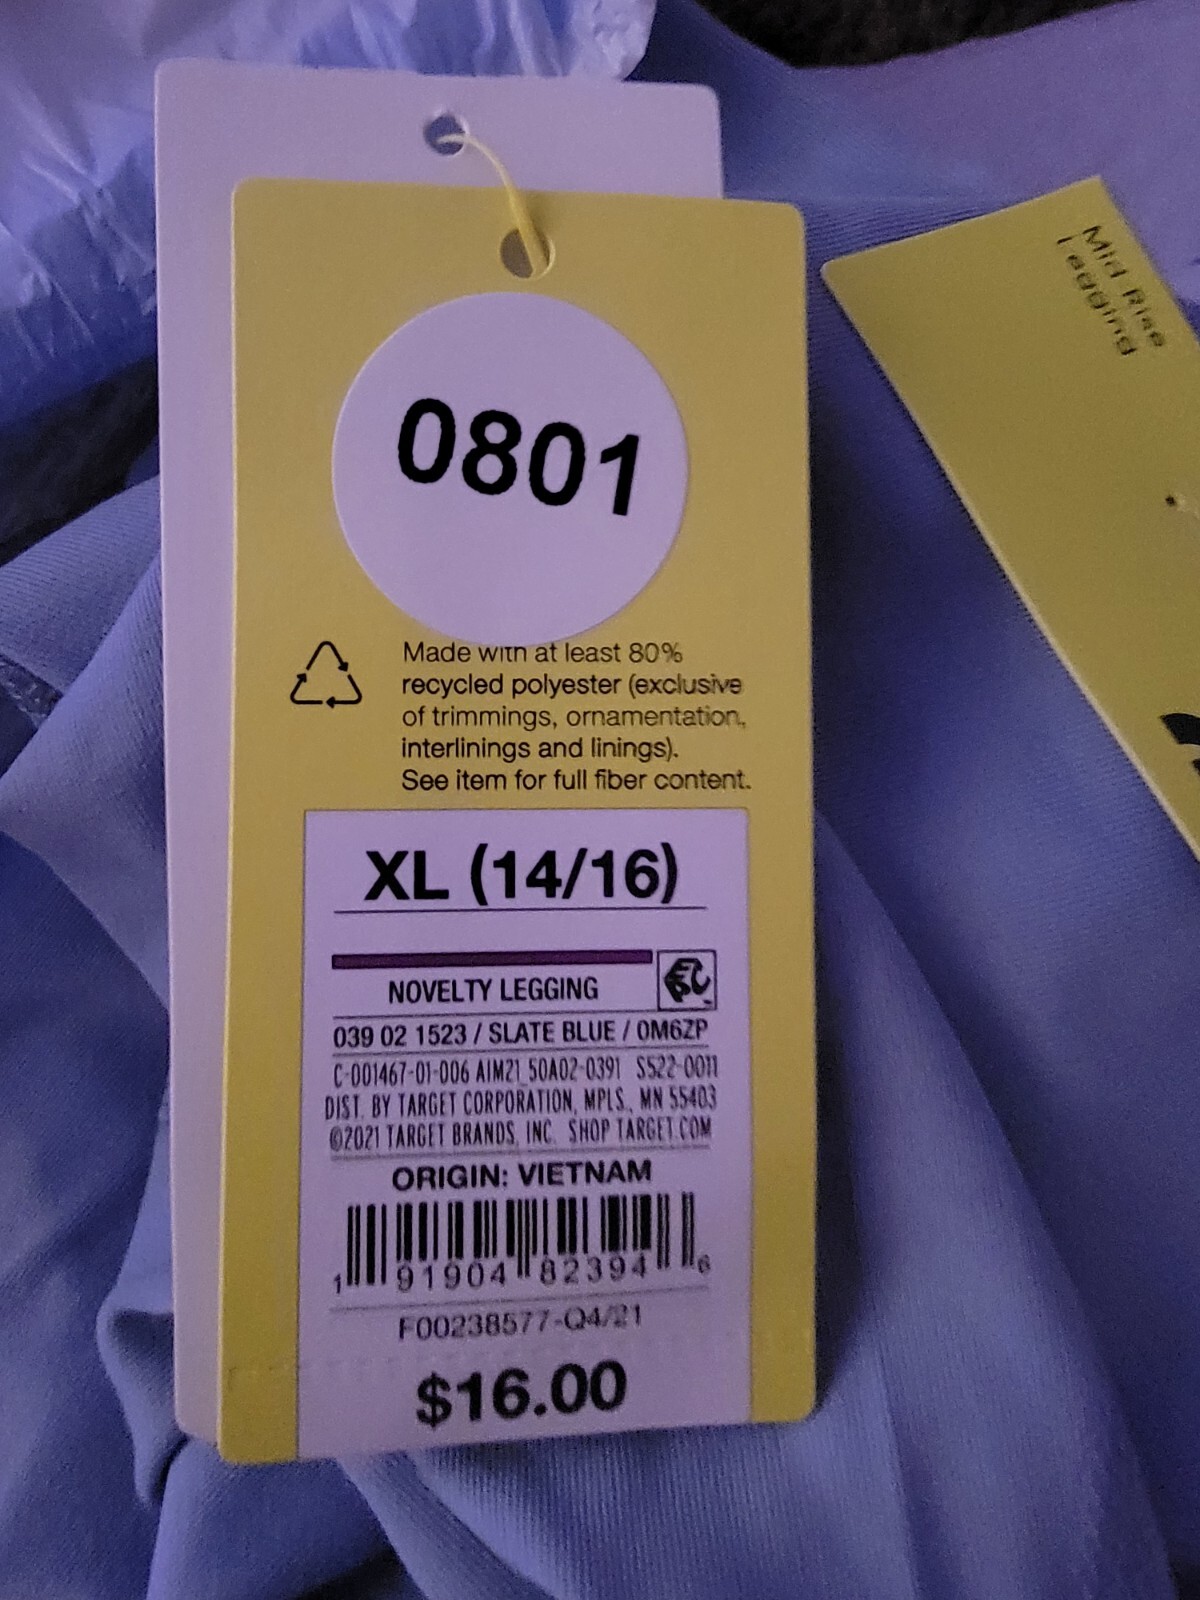 0801
Made with at least 80%
recycled polyester (exclusive
of trimmings, ornamentation,
interlinings and linings).
See item for full fiber content.
XL (14/16)
NOVELTY LEGGING
EPC
039 02 1523 / SLATE BLUE / 0M6ZP
C-001467-01-006 AIM21_50A02-0391 S522-0011
DIST. BY TARGET CORPORATION, MPLS., MN 55403
©2021 TARGET BRANDS, INC. SHOP TARGET.COM
ORIGIN: VIETNAM
1 91904 82394 6
F00238577-Q4/21
$16.00
Mid Rise
Legging